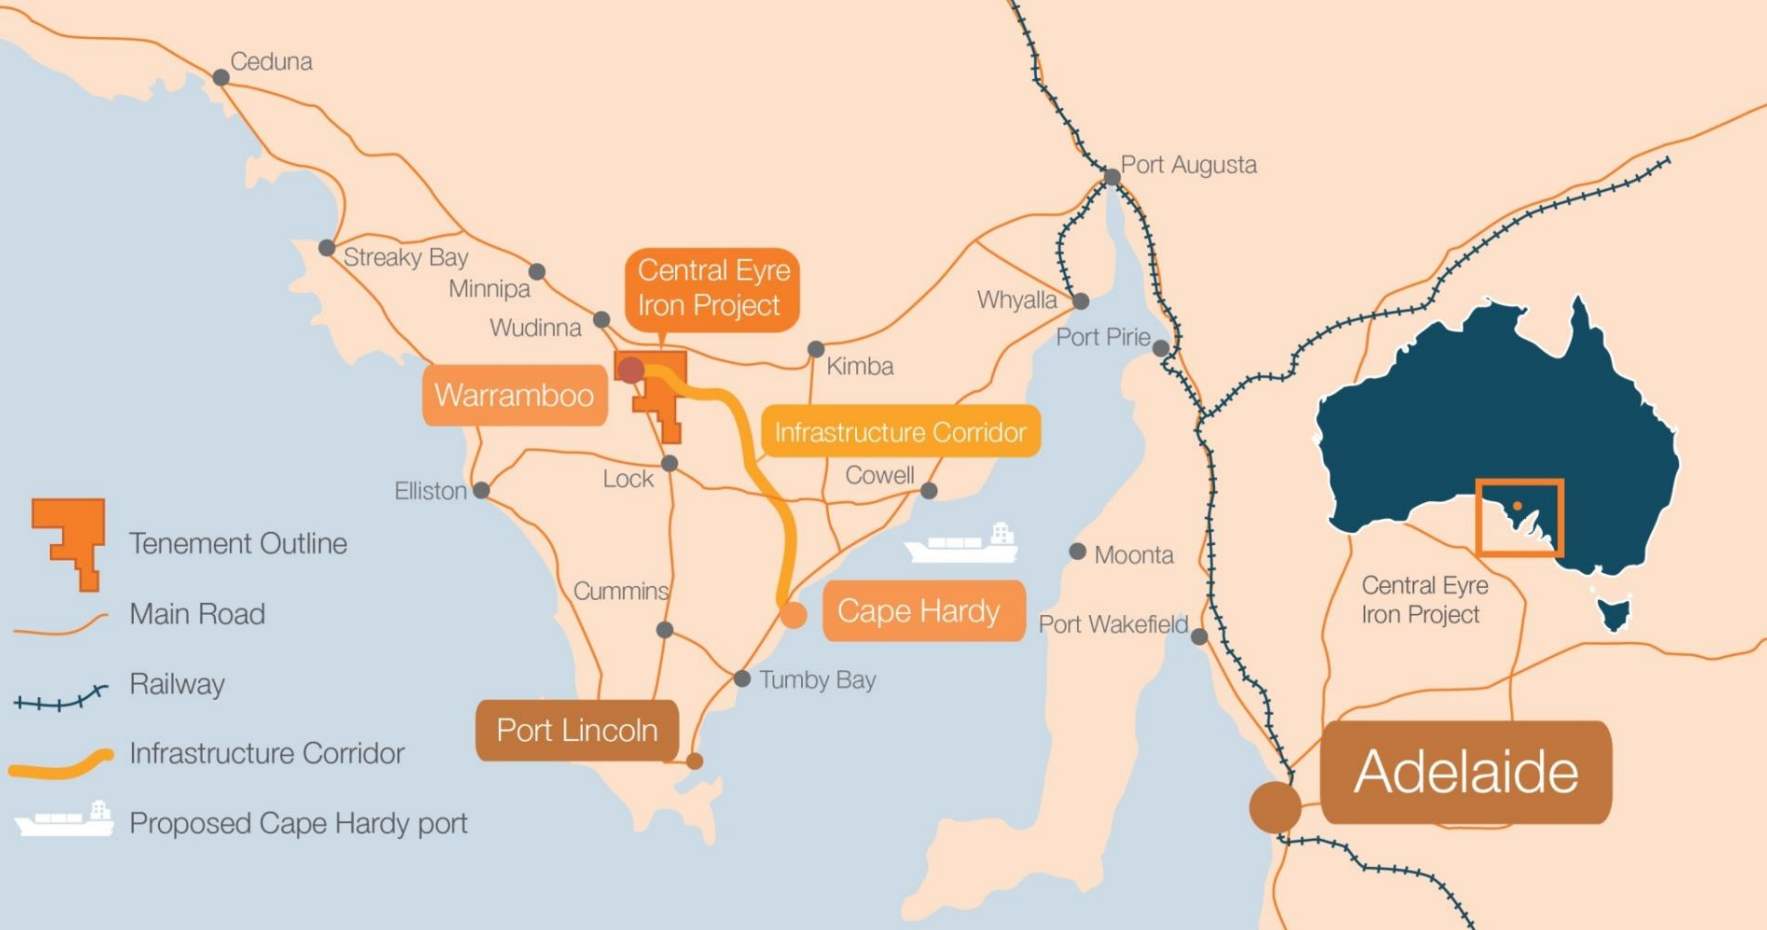 Ceduna
Port Augusta
Streaky Bay
Minnipa
Central Eyre
Iron Project
Whyalla
Wudinna
Port Pirie
Kimba
Warramboo
Infrastructure Corridor
Lock
Cowell
Elliston
Tenement Outline
Moonta
Cummins
Central Eyre
Iron Project
Main Road
Cape Hardy
Port Wakefield
Railway
Tumby Bay
Port Lincoln
Infrastructure Corridor
Adelaide
Proposed Cape Hardy port